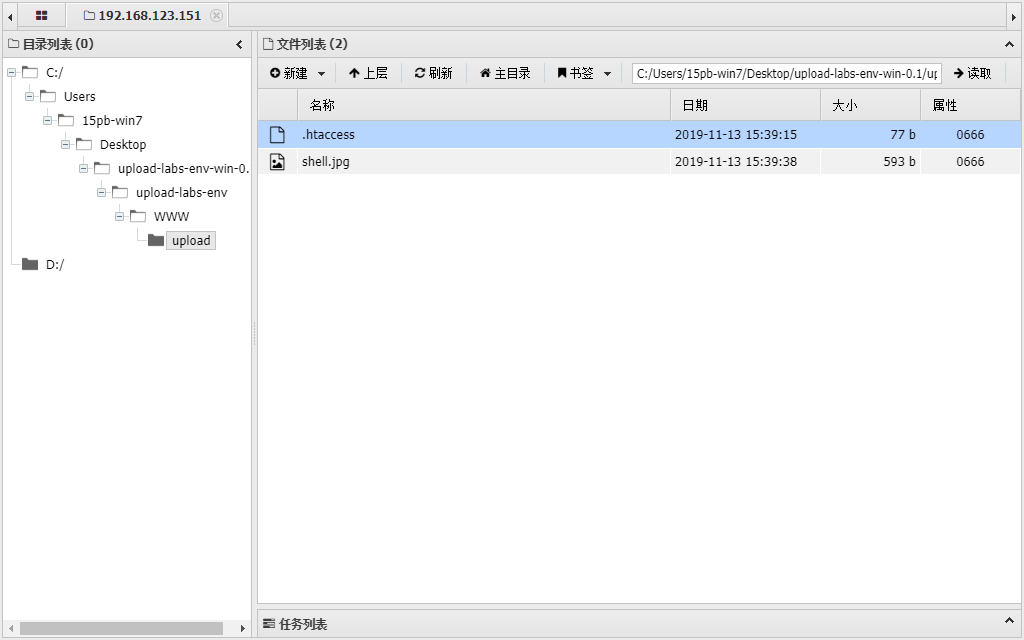 192.168.123.151
目录列表 (0)
文件列表 (2)
新建 上层 刷新 主目录 书签 C:/Users/15pb-win7/Desktop/upload-labs-env-win-0.1/up 读取
名称 日期 大小 属性
.htaccess 2019-11-13 15:39:15 77 b 0666
shell.jpg 2019-11-13 15:39:38 593 b 0666
C:/
Users
15pb-win7
Desktop
upload-labs-env-win-0.
upload-labs-env
WWW
upload
D:/
任务列表